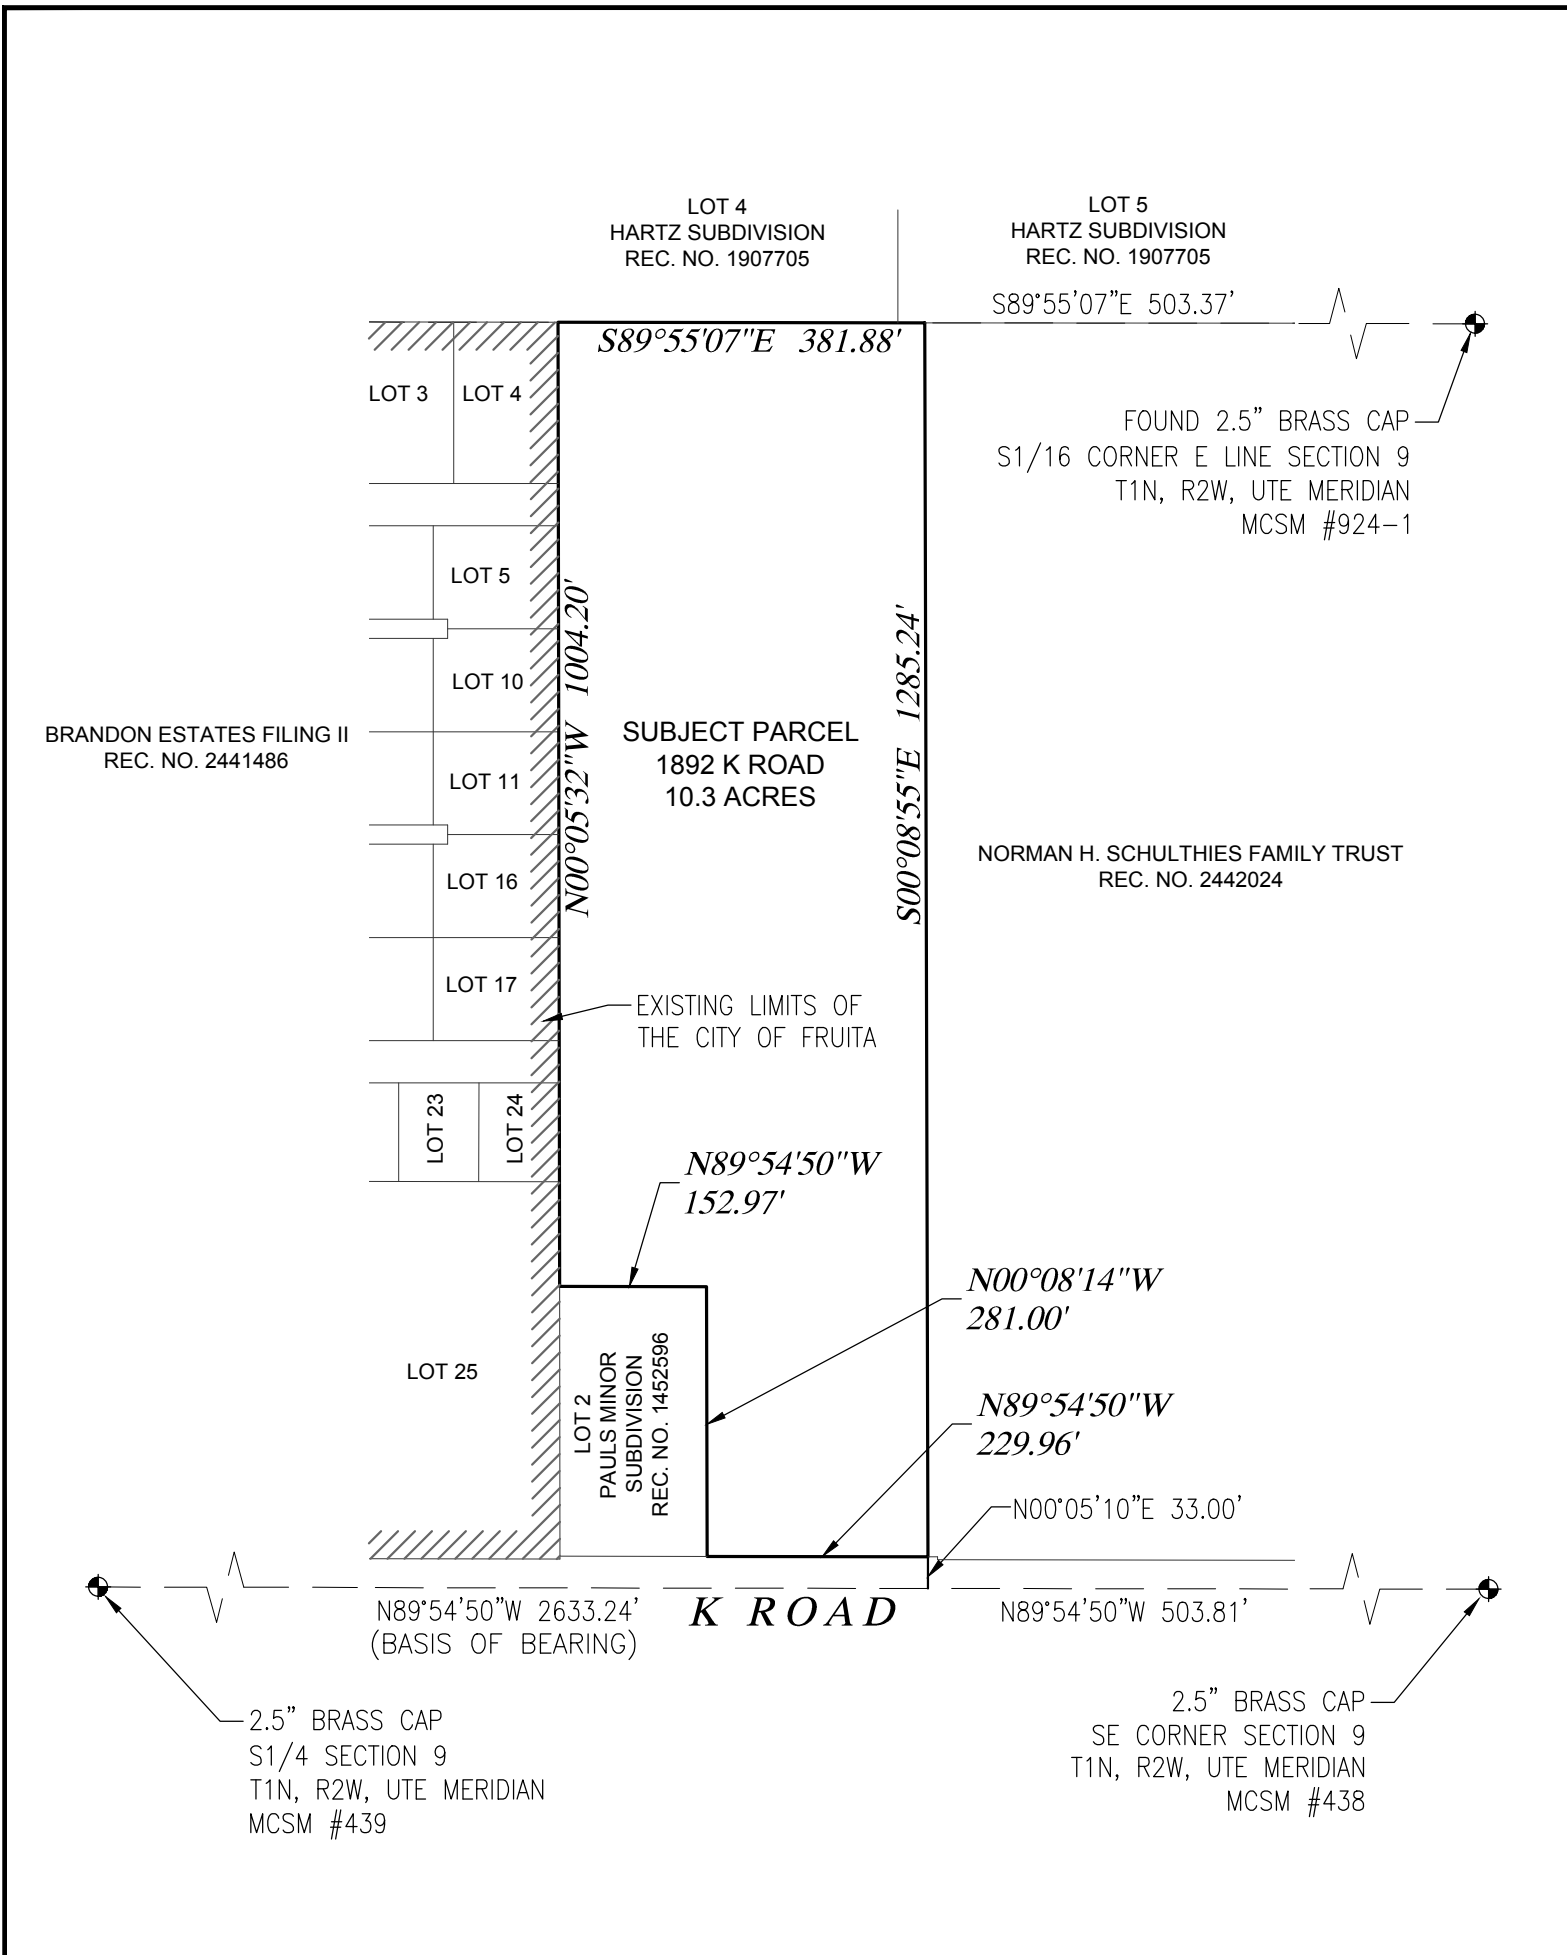 LOT 4
HARTZ SUBDIVISION
REC. NO. 1907705
LOT 5
HARTZ SUBDIVISION
REC. NO. 1907705
S89°55'07"E 503.37'
S89°55'07"E 381.88'
LOT 3
LOT 4
FOUND 2.5" BRASS CAP
S1/16 CORNER E LINE SECTION 9
T1N, R2W, UTE MERIDIAN
MCSM #924-1
LOT 5
LOT 10
N00°05'32"W 1004.20'
S00°08'55"E 1285.24'
BRANDON ESTATES FILING II
REC. NO. 2441486
SUBJECT PARCEL
1892 K ROAD
10.3 ACRES
LOT 11
NORMAN H. SCHULTHIES FAMILY TRUST
REC. NO. 2442024
LOT 16
LOT 17
EXISTING LIMITS OF
THE CITY OF FRUITA
LOT 23
LOT 24
N89°54'50"W
152.97'
N00°08'14"W
281.00'
LOT 25
LOT 2
PAULS MINOR
SUBDIVISION
REC. NO. 1452596
N89°54'50"W
229.96'
N00°05'10"E 33.00'
N89°54'50"W 2633.24'
(BASIS OF BEARING)
K ROAD
N89°54'50"W 503.81'
2.5" BRASS CAP
S1/4 SECTION 9
T1N, R2W, UTE MERIDIAN
MCSM #439
2.5" BRASS CAP
SE CORNER SECTION 9
T1N, R2W, UTE MERIDIAN
MCSM #438